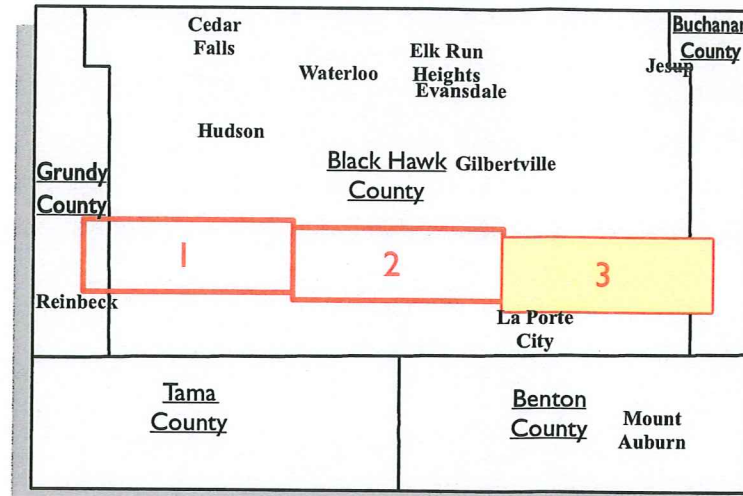 Cedar
Falls
Buchanan
County
Elk Run
Heights
Evansdale
Waterloo
Jesup
Hudson
Black Hawk
County
Gilbertville
Grundy
County
1
2
3
Reinbeck
La Porte
City
Tama
County
Benton
County
Mount
Auburn